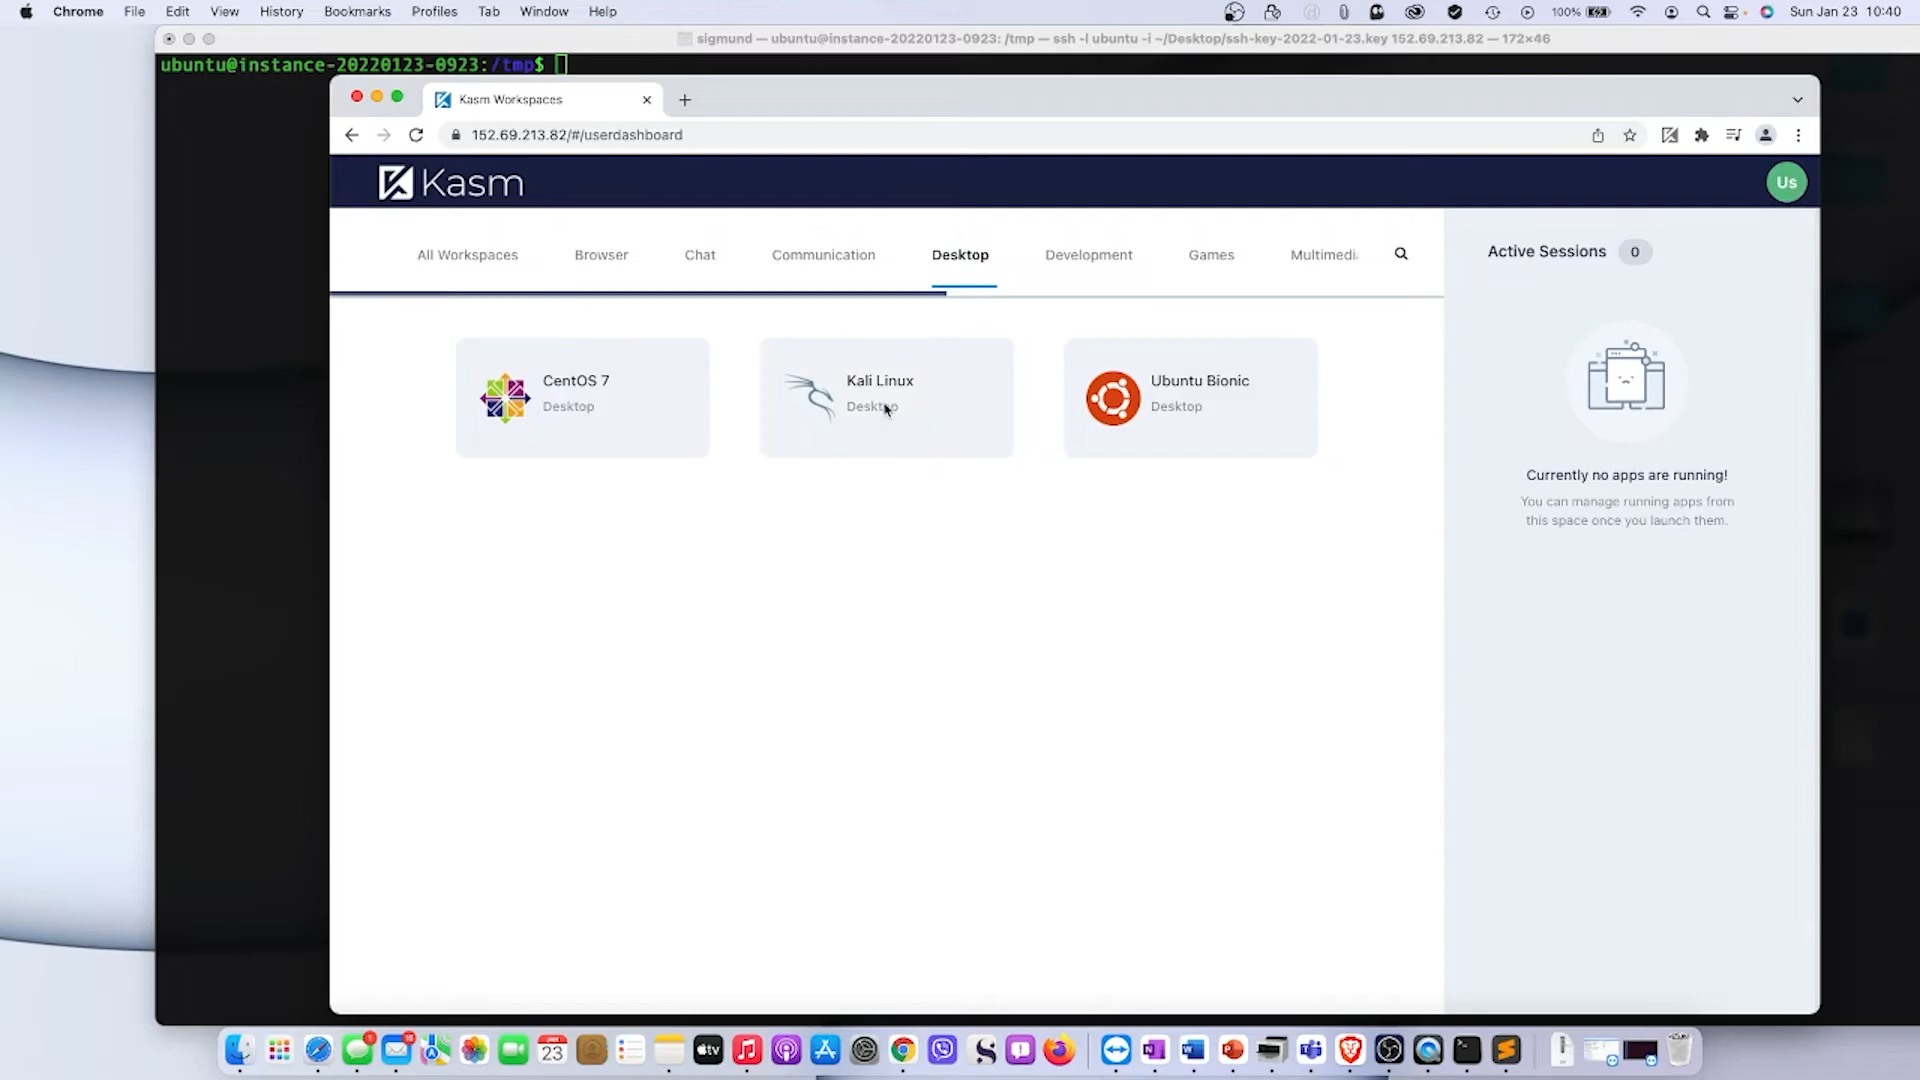 Chrome File Edit View History Bookmarks Profiles Tab Window Help 100% Sun Jan 23 10:40
sigmund — ubuntu@instance-20220123-0923: /tmp — ssh -l ubuntu -i ~/Desktop/ssh-key-2022-01-23.key 152.69.213.82 — 172×46
ubuntu@instance-20220123-0923:/tmp$
Kasm Workspaces
152.69.213.82/#/userdashboard
Kasm
Us
All Workspaces Browser Chat Communication Desktop Development Games Multimedi
Active Sessions 0
CentOS 7
Desktop
Kali Linux
Desktop
Ubuntu Bionic
Desktop
Currently no apps are running!
You can manage running apps from
this space once you launch them.
JAN
23
tv